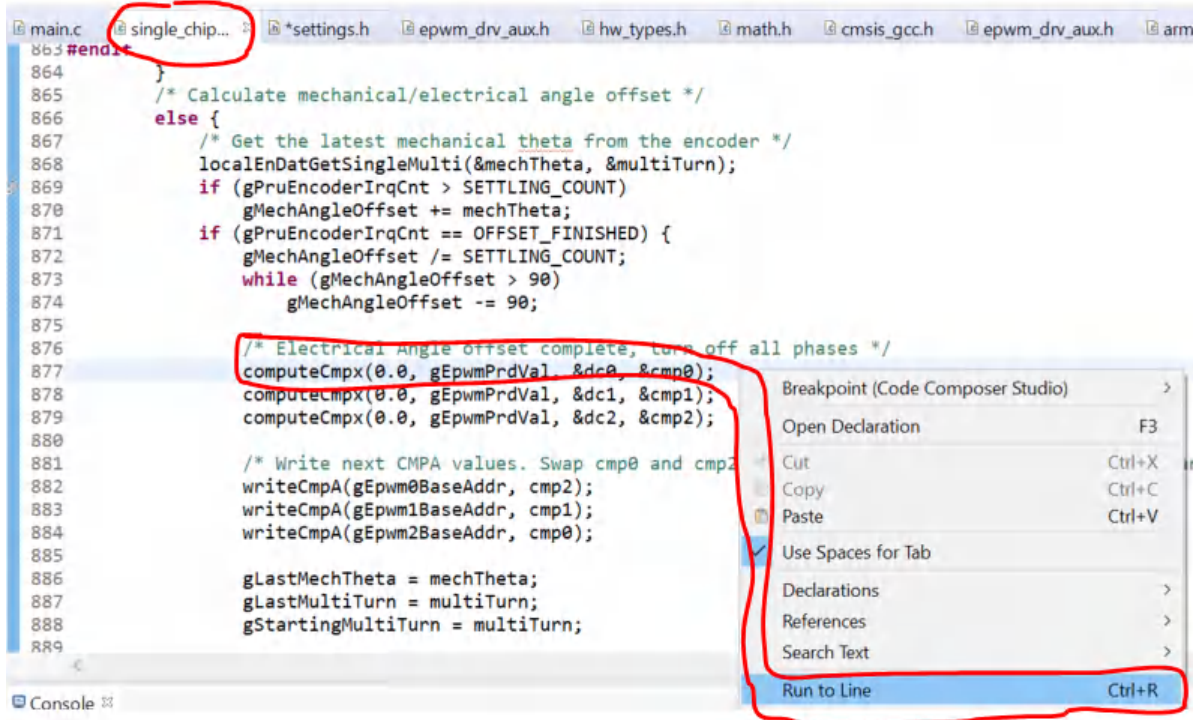 main.c single_chip... *settings.h epwm_drv_aux.h hw_types.h math.h cmsis_gcc.h epwm_drv_aux.h arm
863 #endif
864 }
865 /* Calculate mechanical/electrical angle offset */
866 else {
867 /* Get the latest mechanical theta from the encoder */
868 localEnDatGetSingleMulti(&mechTheta, &multiTurn);
869 if (gPruEncoderIrqCnt > SETTLING_COUNT)
870 gMechAngleOffset += mechTheta;
871 if (gPruEncoderIrqCnt == OFFSET_FINISHED) {
872 gMechAngleOffset /= SETTLING_COUNT;
873 while (gMechAngleOffset > 90)
874 gMechAngleOffset -= 90;
875
876 /* Electrical Angle offset complete, turn off all phases */
877 computeCmpx(0.0, gEpwmPrdVal, &dc0, &cmp0);
878 computeCmpx(0.0, gEpwmPrdVal, &dc1, &cmp1);
879 computeCmpx(0.0, gEpwmPrdVal, &dc2, &cmp2);
880
881 /* Write next CMPA values. Swap cmp0 and cmp2
882 writeCmpA(gEpwm0BaseAddr, cmp2);
883 writeCmpA(gEpwm1BaseAddr, cmp1);
884 writeCmpA(gEpwm2BaseAddr, cmp0);
885
886 gLastMechTheta = mechTheta;
887 gLastMultiTurn = multiTurn;
888 gStartingMultiTurn = multiTurn;
889
Breakpoint (Code Composer Studio)
Open Declaration F3
Cut Ctrl+X
Copy Ctrl+C
Paste Ctrl+V
Use Spaces for Tab
Declarations
References
Search Text
Run to Line Ctrl+R
Console